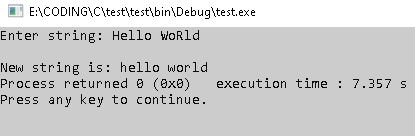 E:\CODING\C\test\test\bin\Debug\test.exe
Enter string: Hello WoRld
New string is: hello world
Process returned 0 (0x0)   execution time : 7.357 s
Press any key to continue.